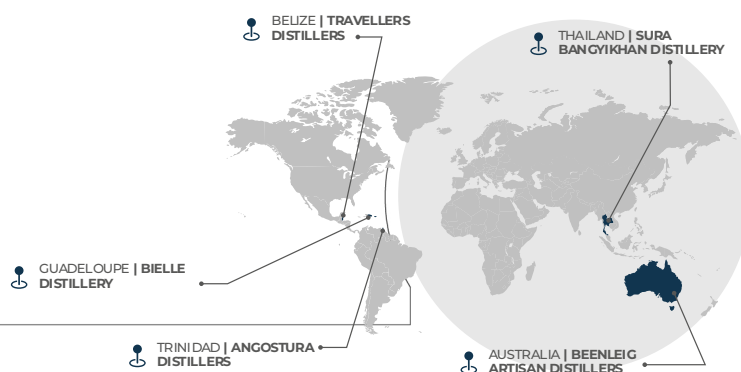 BELIZE | TRAVELLERS
DISTILLERS
THAILAND | SURA
BANGYIKHAN DISTILLERY
GUADELOUPE | BIELLE
DISTILLERY
TRINIDAD | ANGOSTURA
DISTILLERS
AUSTRALIA | BEENLEIG
ARTISAN DISTILLERS